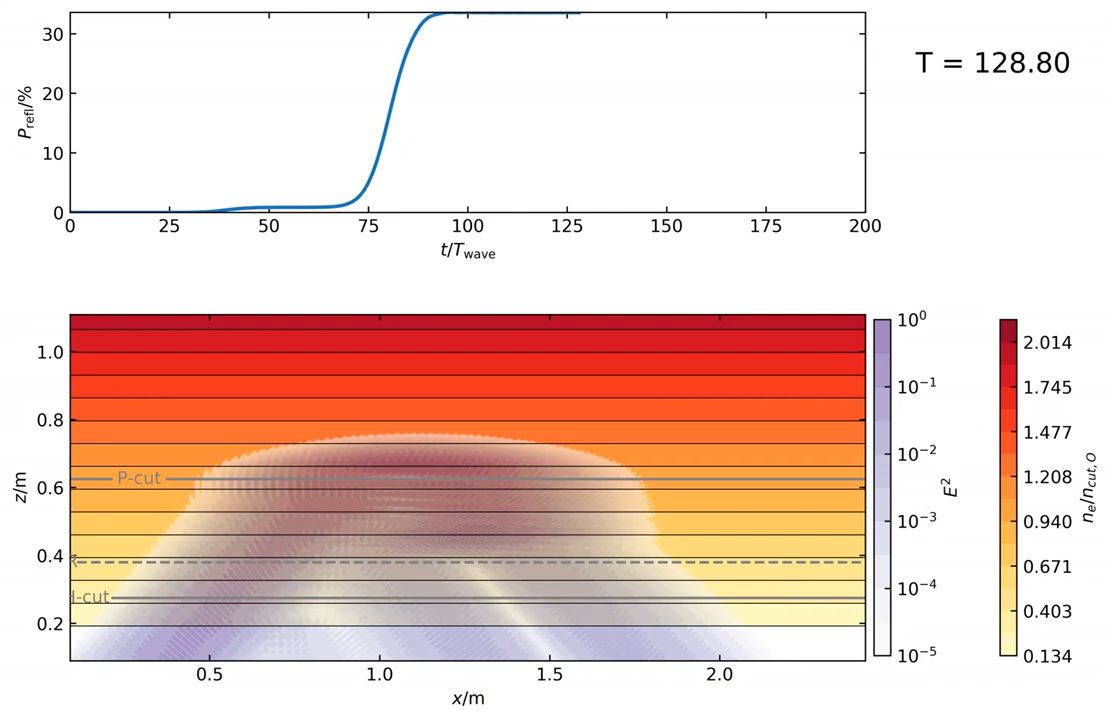 30
20
10
0
P_refl/%
0 25 50 75 100 125 150 175 200
t/T_wave
T = 128.80
1.0
0.8
0.6
0.4
0.2
z/m
P-cut
-cut
0.5 1.0 1.5 2.0
x/m
10^0
10^-1
10^-2
10^-3
10^-4
10^-5
E^2
2.014
1.745
1.477
1.208
0.940
0.671
0.403
0.134
n_e/n_cut,O